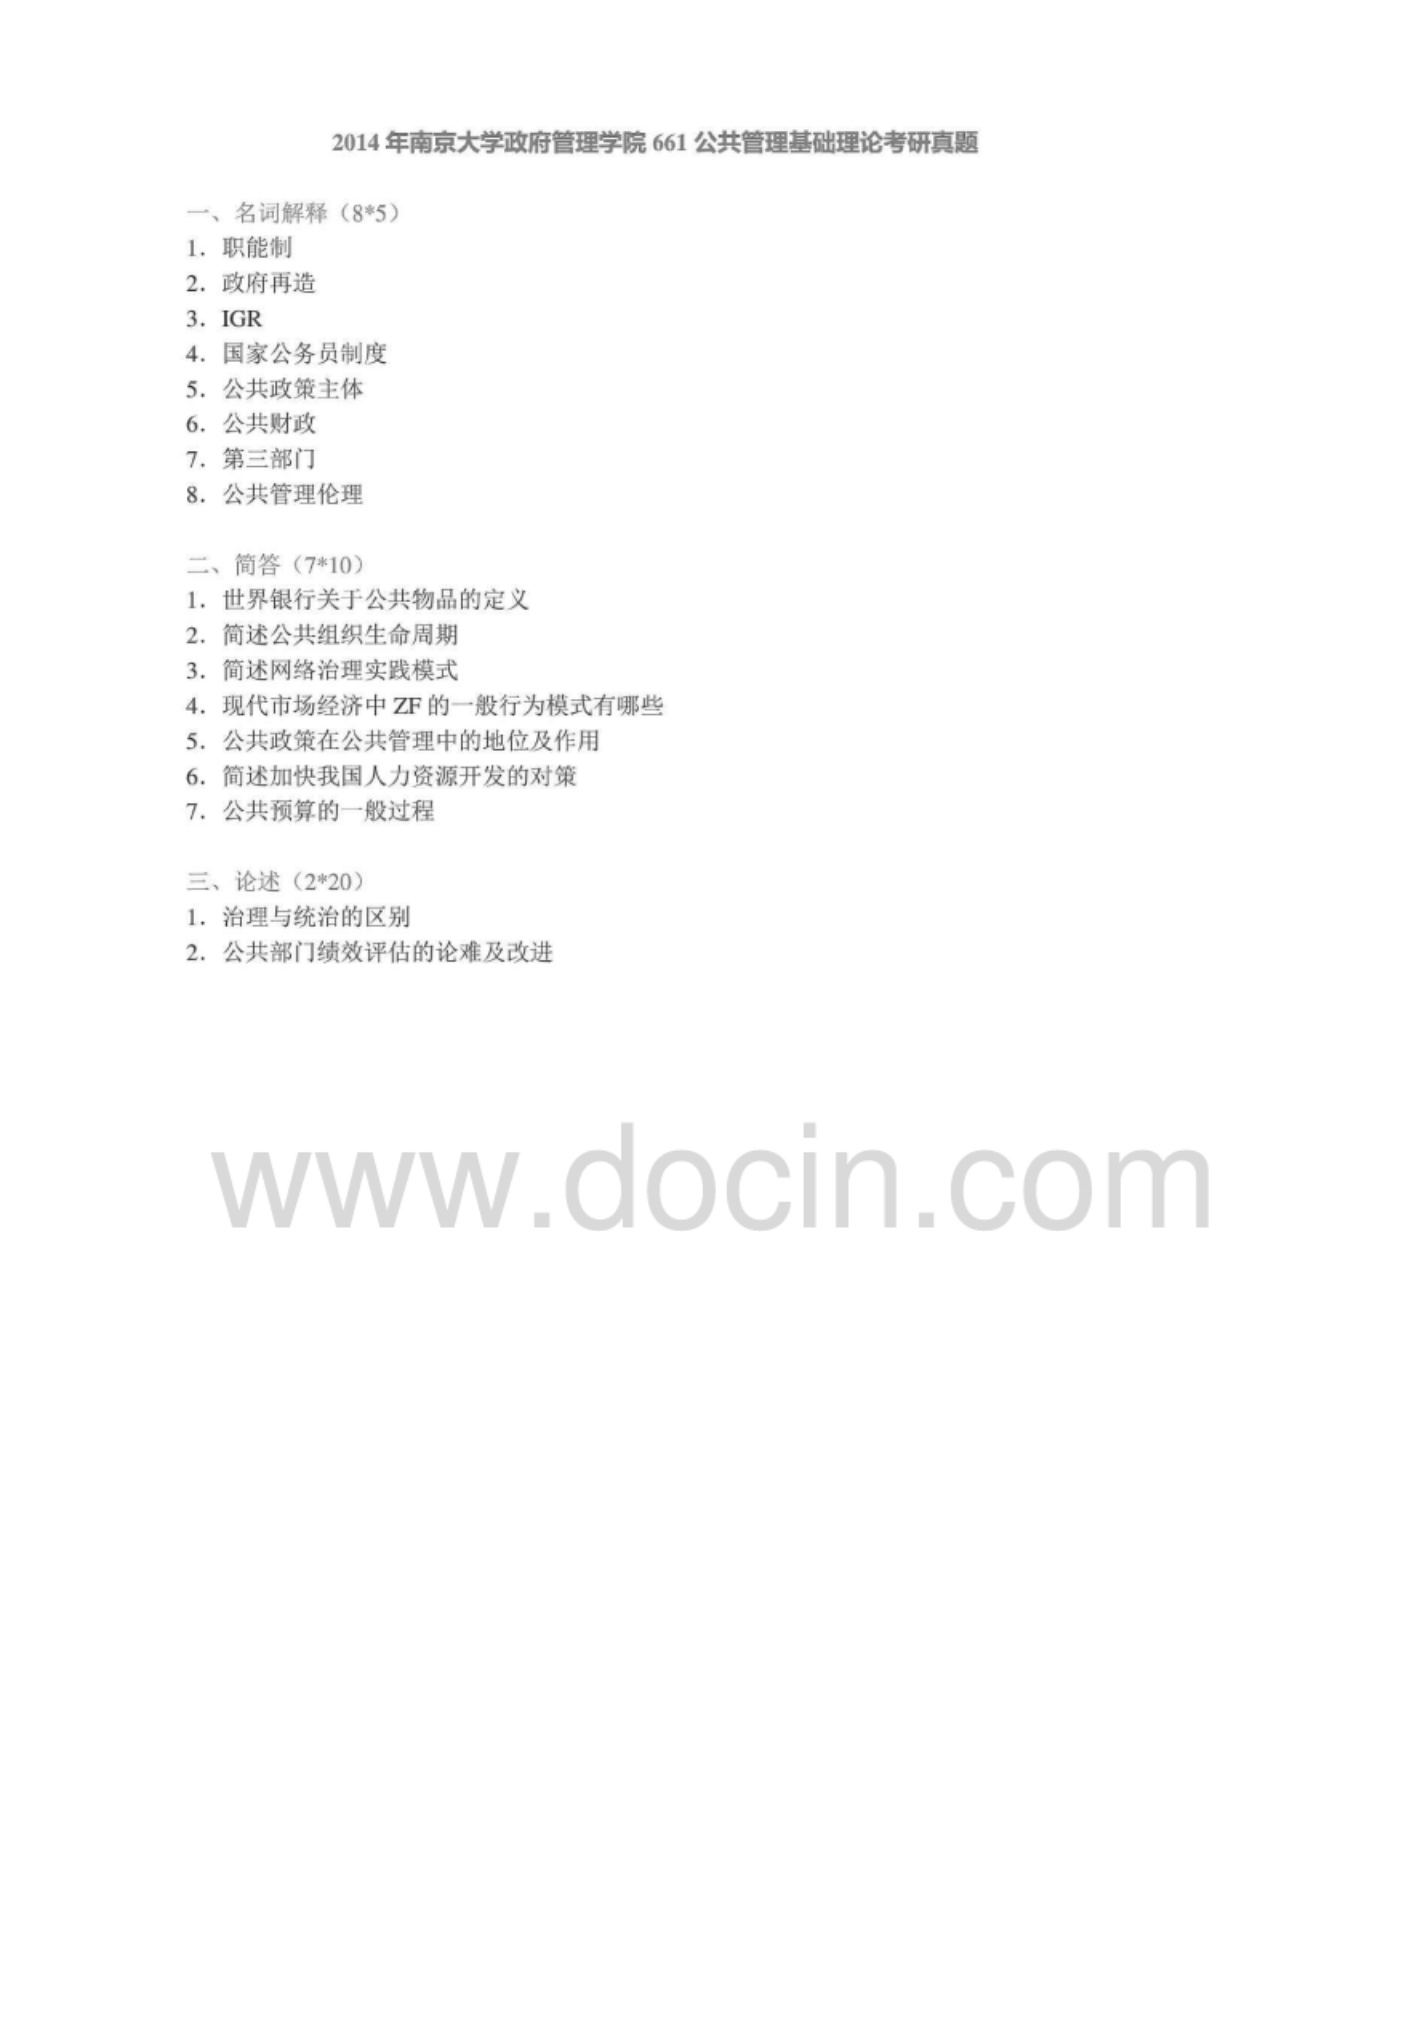 2014 年南京大学政府管理学院 661 公共管理基础理论考研真题
一、名词解释（8*5）
1．职能制
2．政府再造
3．IGR
4．国家公务员制度
5．公共政策主体
6．公共财政
7．第三部门
8．公共管理伦理
二、简答（7*10）
1．世界银行关于公共物品的定义
2．简述公共组织生命周期
3．简述网络治理实践模式
4．现代市场经济中 ZF 的一般行为模式有哪些
5．公共政策在公共管理中的地位及作用
6．简述加快我国人力资源开发的对策
7．公共预算的一般过程
三、论述（2*20）
1．治理与统治的区别
2．公共部门绩效评估的论难及改进
www.docin.com